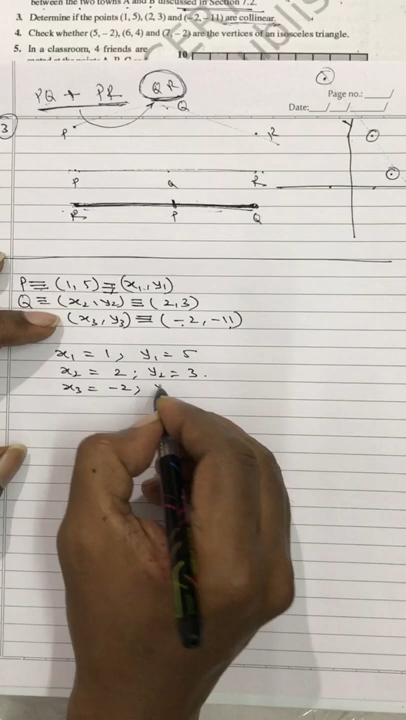 between the two towns A and B discussed in Section 7.2.
3. Determine if the points (1, 5), (2, 3) and (-2, -11) are collinear.
4. Check whether (5, -2), (6, 4) and (7, -2) are the vertices of an isosceles triangle.
5. In a classroom, 4 friends are
10
PQ + PR QR
Page no.:
Date: / /
3
P Q R
P Q R
R P Q
P ≡ (1, 5) ≡ (x₁, y₁)
Q ≡ (x₂, y₂) ≡ (2, 3)
(x₃, y₃) ≡ (-2, -11)
x₁ = 1, y₁ = 5
x₂ = 2; y₂ = 3.
x₃ = -2; y